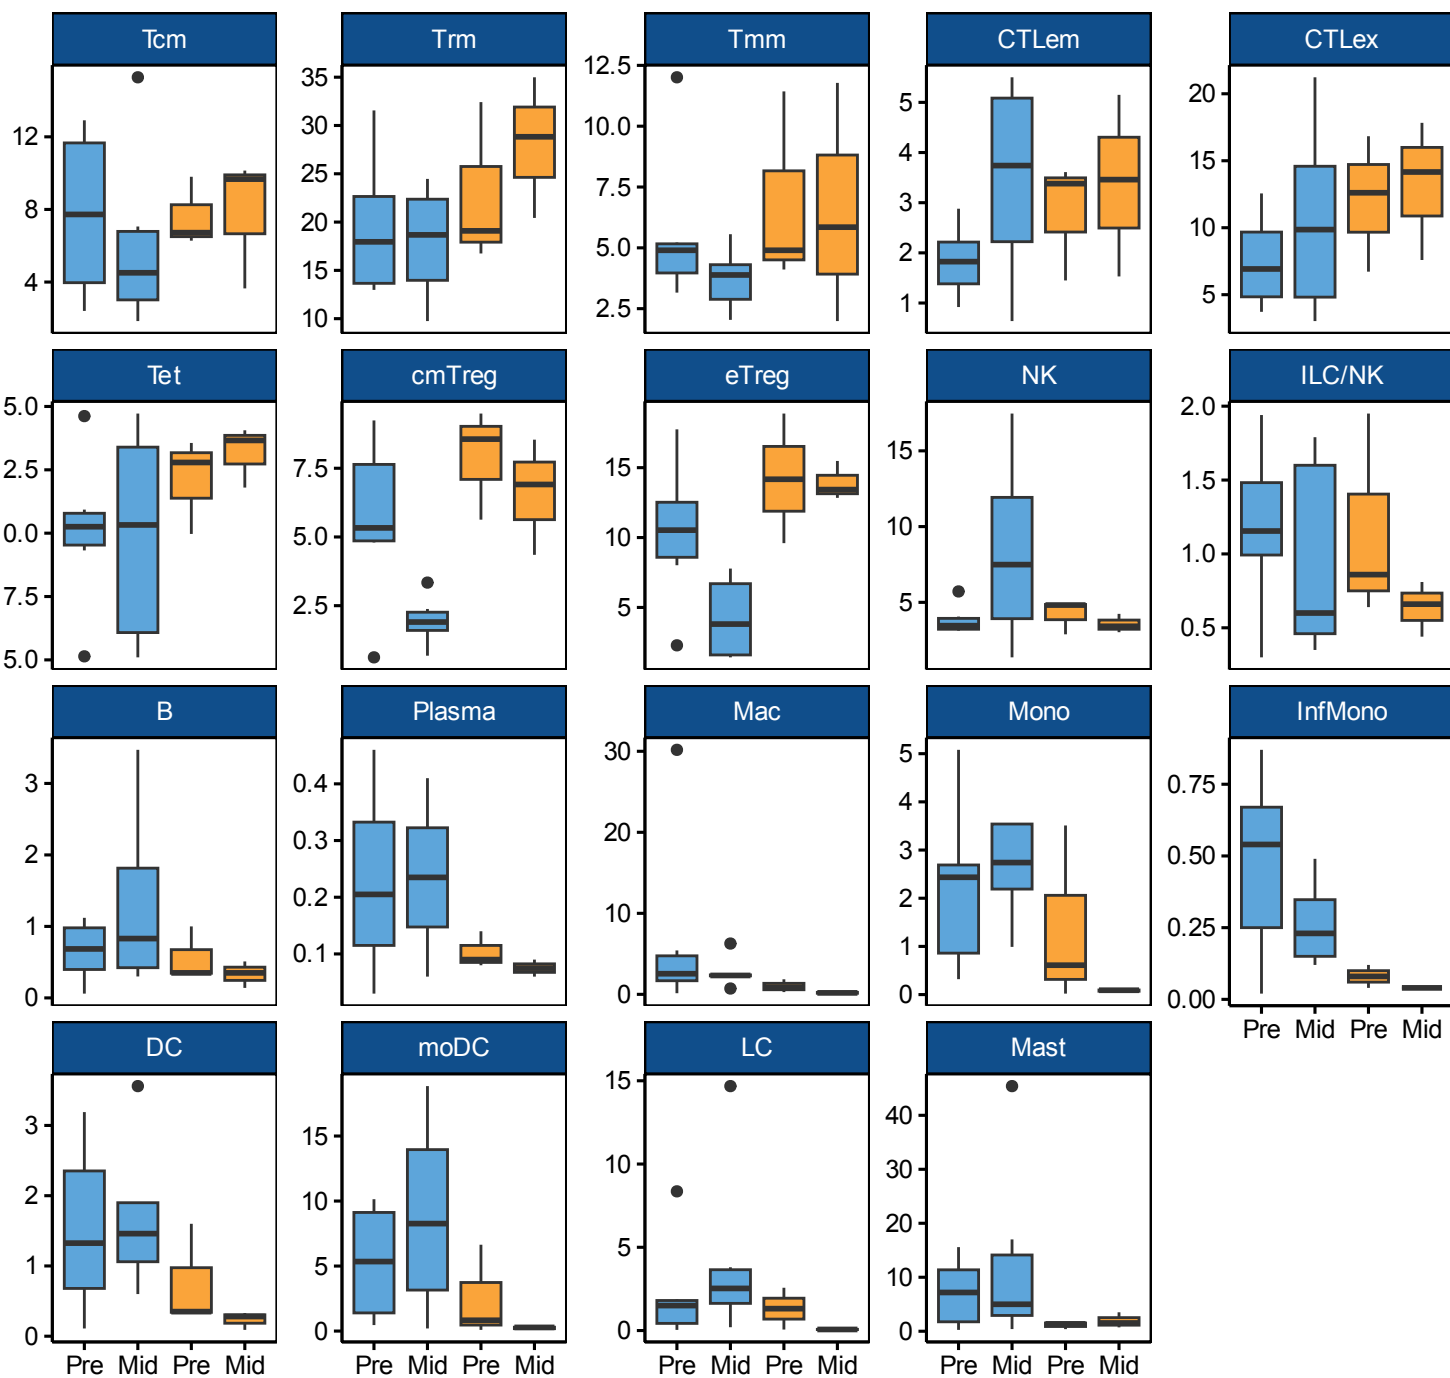 Tcm Trm Tmm CTLem CTLex
12 8 4
35 30 25 20 15 10
12.5 10.0 7.5 5.0 2.5
5 4 3 2 1
20 15 10 5
Tet cmTreg eTreg NK ILC/NK
5.0 2.5 0.0 7.5 5.0
7.5 5.0 2.5
15 10 5
15 10 5
2.0 1.5 1.0 0.5
B Plasma Mac Mono InfMono
3 2 1 0
0.4 0.3 0.2 0.1
30 20 10 0
5 4 3 2 1 0
0.75 0.50 0.25 0.00
Pre Mid Pre Mid
DC moDC LC Mast
3 2 1 0
15 10 5 0
15 10 5 0
40 30 20 10 0
Pre Mid Pre Mid Pre Mid Pre Mid Pre Mid Pre Mid Pre Mid Pre Mid